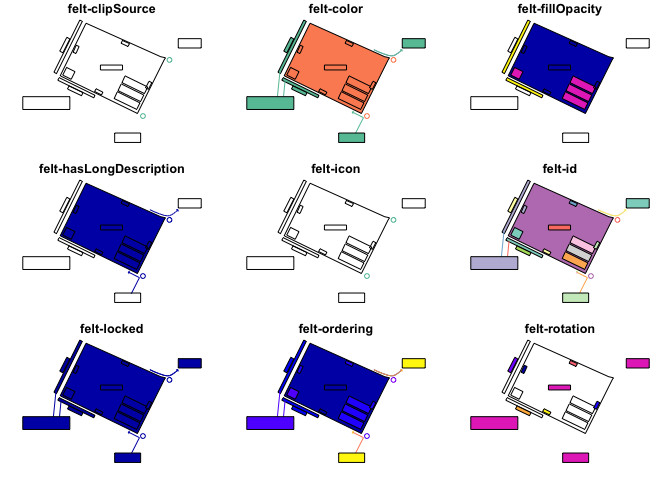 felt-clipSource
felt-color
felt-fillOpacity
felt-hasLongDescription
felt-icon
felt-id
felt-locked
felt-ordering
felt-rotation